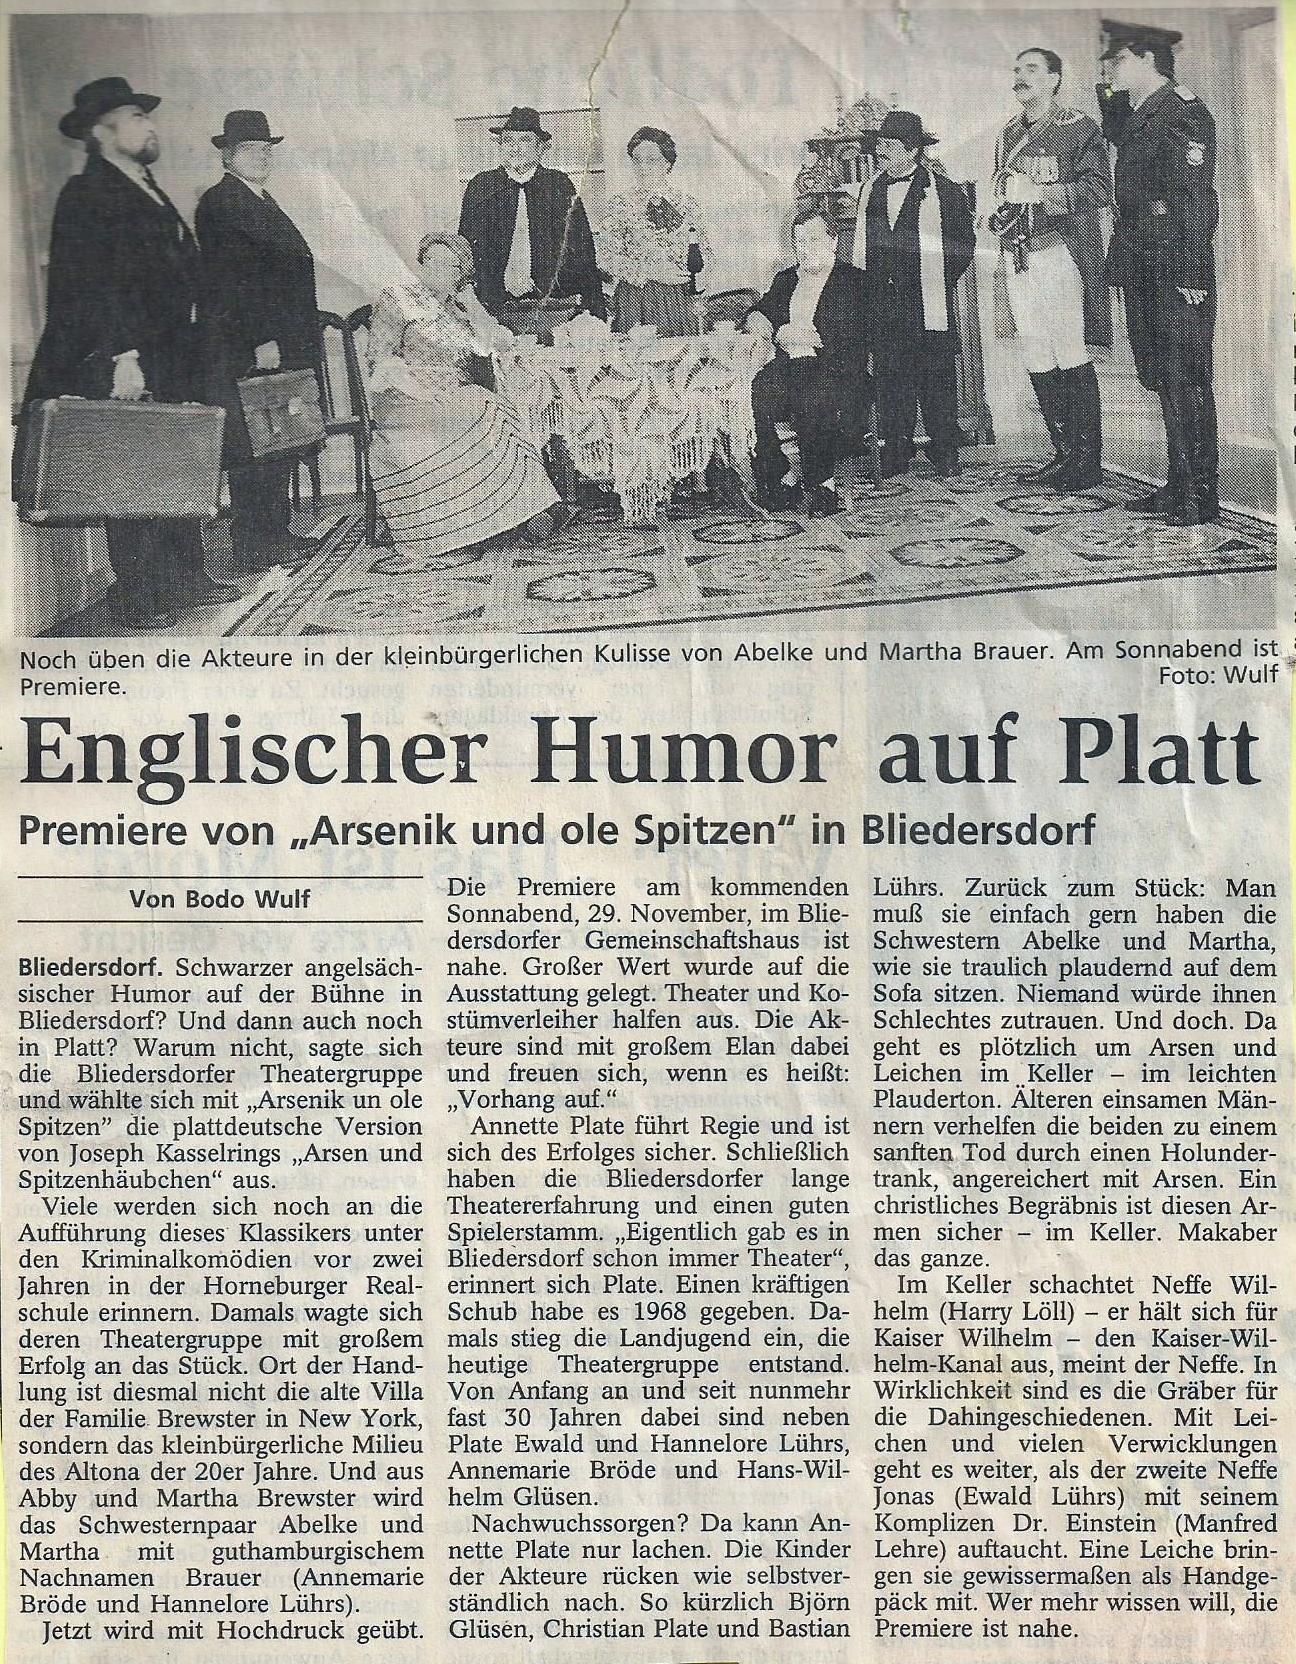 Noch üben die Akteure in der kleinbürgerlichen Kulisse von Abelke und Martha Brauer. Am Sonnabend ist
Premiere.
Foto: Wulf
Englischer Humor auf Platt
Premiere von „Arsenik und ole Spitzen“ in Bliedersdorf
Von Bodo Wulf
Bliedersdorf. Schwarzer angelsäch-
sischer Humor auf der Bühne in
Bliedersdorf? Und dann auch noch
in Platt? Warum nicht, sagte sich
die Bliedersdorfer Theatergruppe
und wählte sich mit „Arsenik un ole
Spitzen” die plattdeutsche Version
von Joseph Kasselrings „Arsen und
Spitzenhäubchen“ aus.
Viele werden sich noch an die
Aufführung dieses Klassikers unter
den Kriminalkomödien vor zwei
Jahren in der Horneburger Real-
schule erinnern. Damals wagte sich
deren Theatergruppe mit großem
Erfolg an das Stück. Ort der Hand-
lung ist diesmal nicht die alte Villa
der Familie Brewster in New York,
sondern das kleinbürgerliche Milieu
des Altona der 20er Jahre. Und aus
Abby und Martha Brewster wird
das Schwesternpaar Abelke und
Martha mit guthamburgischem
Nachnamen Brauer (Annemarie
Bröde und Hannelore Lührs).
Jetzt wird mit Hochdruck geübt.
Die Premiere am kommenden
Sonnabend, 29. November, im Blie-
dersdorfer Gemeinschaftshaus ist
nahe. Großer Wert wurde auf die
Ausstattung gelegt. Theater und Ko-
stümverleiher halfen aus. Die Ak-
teure sind mit großem Elan dabei
und freuen sich, wenn es heißt:
„Vorhang auf.“
Annette Plate führt Regie und ist
sich des Erfolges sicher. Schließlich
haben die Bliedersdorfer lange
Theatererfahrung und einen guten
Spielerstamm. „Eigentlich gab es in
Bliedersdorf schon immer Theater“,
erinnert sich Plate. Einen kräftigen
Schub habe es 1968 gegeben. Da-
mals stieg die Landjugend ein, die
heutige Theatergruppe entstand.
Von Anfang an und seit nunmehr
fast 30 Jahren dabei sind neben
Plate Ewald und Hannelore Lührs,
Annemarie Bröde und Hans-Wil-
helm Glüsen.
Nachwuchssorgen? Da kann An-
nette Plate nur lachen. Die Kinder
der Akteure rücken wie selbstver-
ständlich nach. So kürzlich Björn
Glüsen, Christian Plate und Bastian
Lührs. Zurück zum Stück: Man
muß sie einfach gern haben die
Schwestern Abelke und Martha,
wie sie traulich plaudernd auf dem
Sofa sitzen. Niemand würde ihnen
Schlechtes zutrauen. Und doch. Da
geht es plötzlich um Arsen und
Leichen im Keller – im leichten
Plauderton. Älteren einsamen Män-
nern verhelfen die beiden zu einem
sanften Tod durch einen Holunder-
trank, angereichert mit Arsen. Ein
christliches Begräbnis ist diesen Ar-
men sicher – im Keller. Makaber
das ganze.
Im Keller schachtet Neffe Wil-
helm (Harry Löll) – er hält sich für
Kaiser Wilhelm – den Kaiser-Wil-
helm-Kanal aus, meint der Neffe. In
Wirklichkeit sind es die Gräber für
die Dahingeschiedenen. Mit Lei-
chen und vielen Verwicklungen
geht es weiter, als der zweite Neffe
Jonas (Ewald Lührs) mit seinem
Komplizen Dr. Einstein (Manfred
Lehre) auftaucht. Eine Leiche brin-
gen sie gewissermaßen als Handge-
päck mit. Wer mehr wissen will, die
Premiere ist nahe.